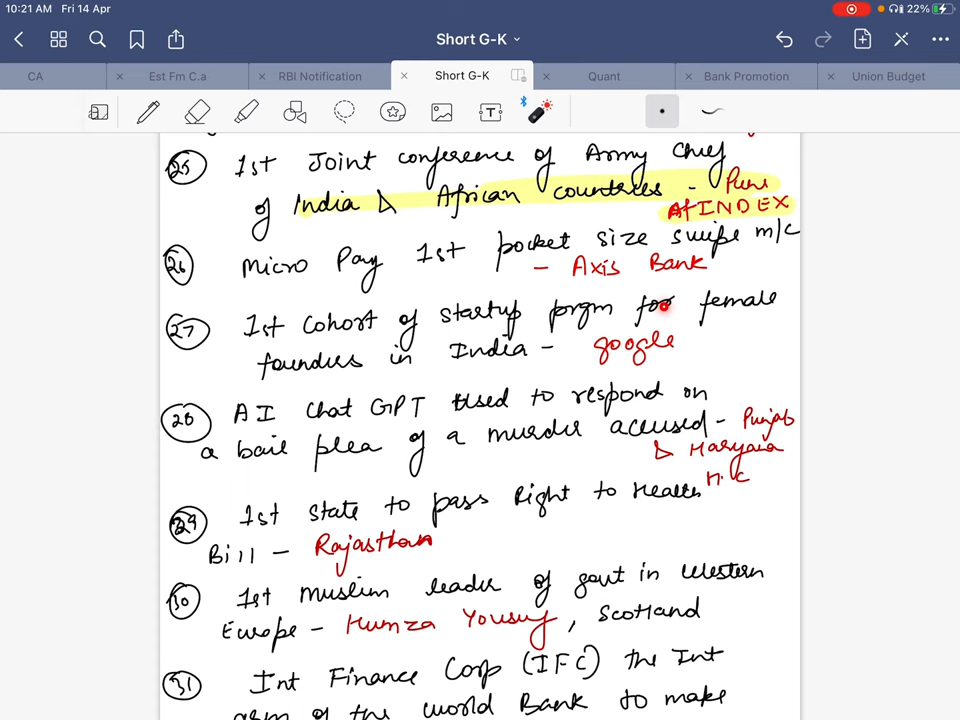 10:21 AM Fri 14 Apr
22%
Short G-K
CA
Est Fm C.a
RBI Notification
Short G-K
Quant
Bank Promotion
Union Budget
25 1st Joint conference of Army Chief
of India & African countries - Pune
AfINDEX
26 Micro Pay 1st pocket size swipe m/c
- Axis Bank
27 1st Cohort of startup prgm for female
founders in India - google
28 AI Chat GPT Used to respond on
a bail plea of a murder accused - Punjab
& Haryana
H.C
29 1st state to pass Right to Health
Bill - Rajasthan
30 1st Muslim leader of govt in Western
Europe - Humza Yousuf, Scotland
31 Int Finance Corp (IFC) the Int
arm of the world Bank to make